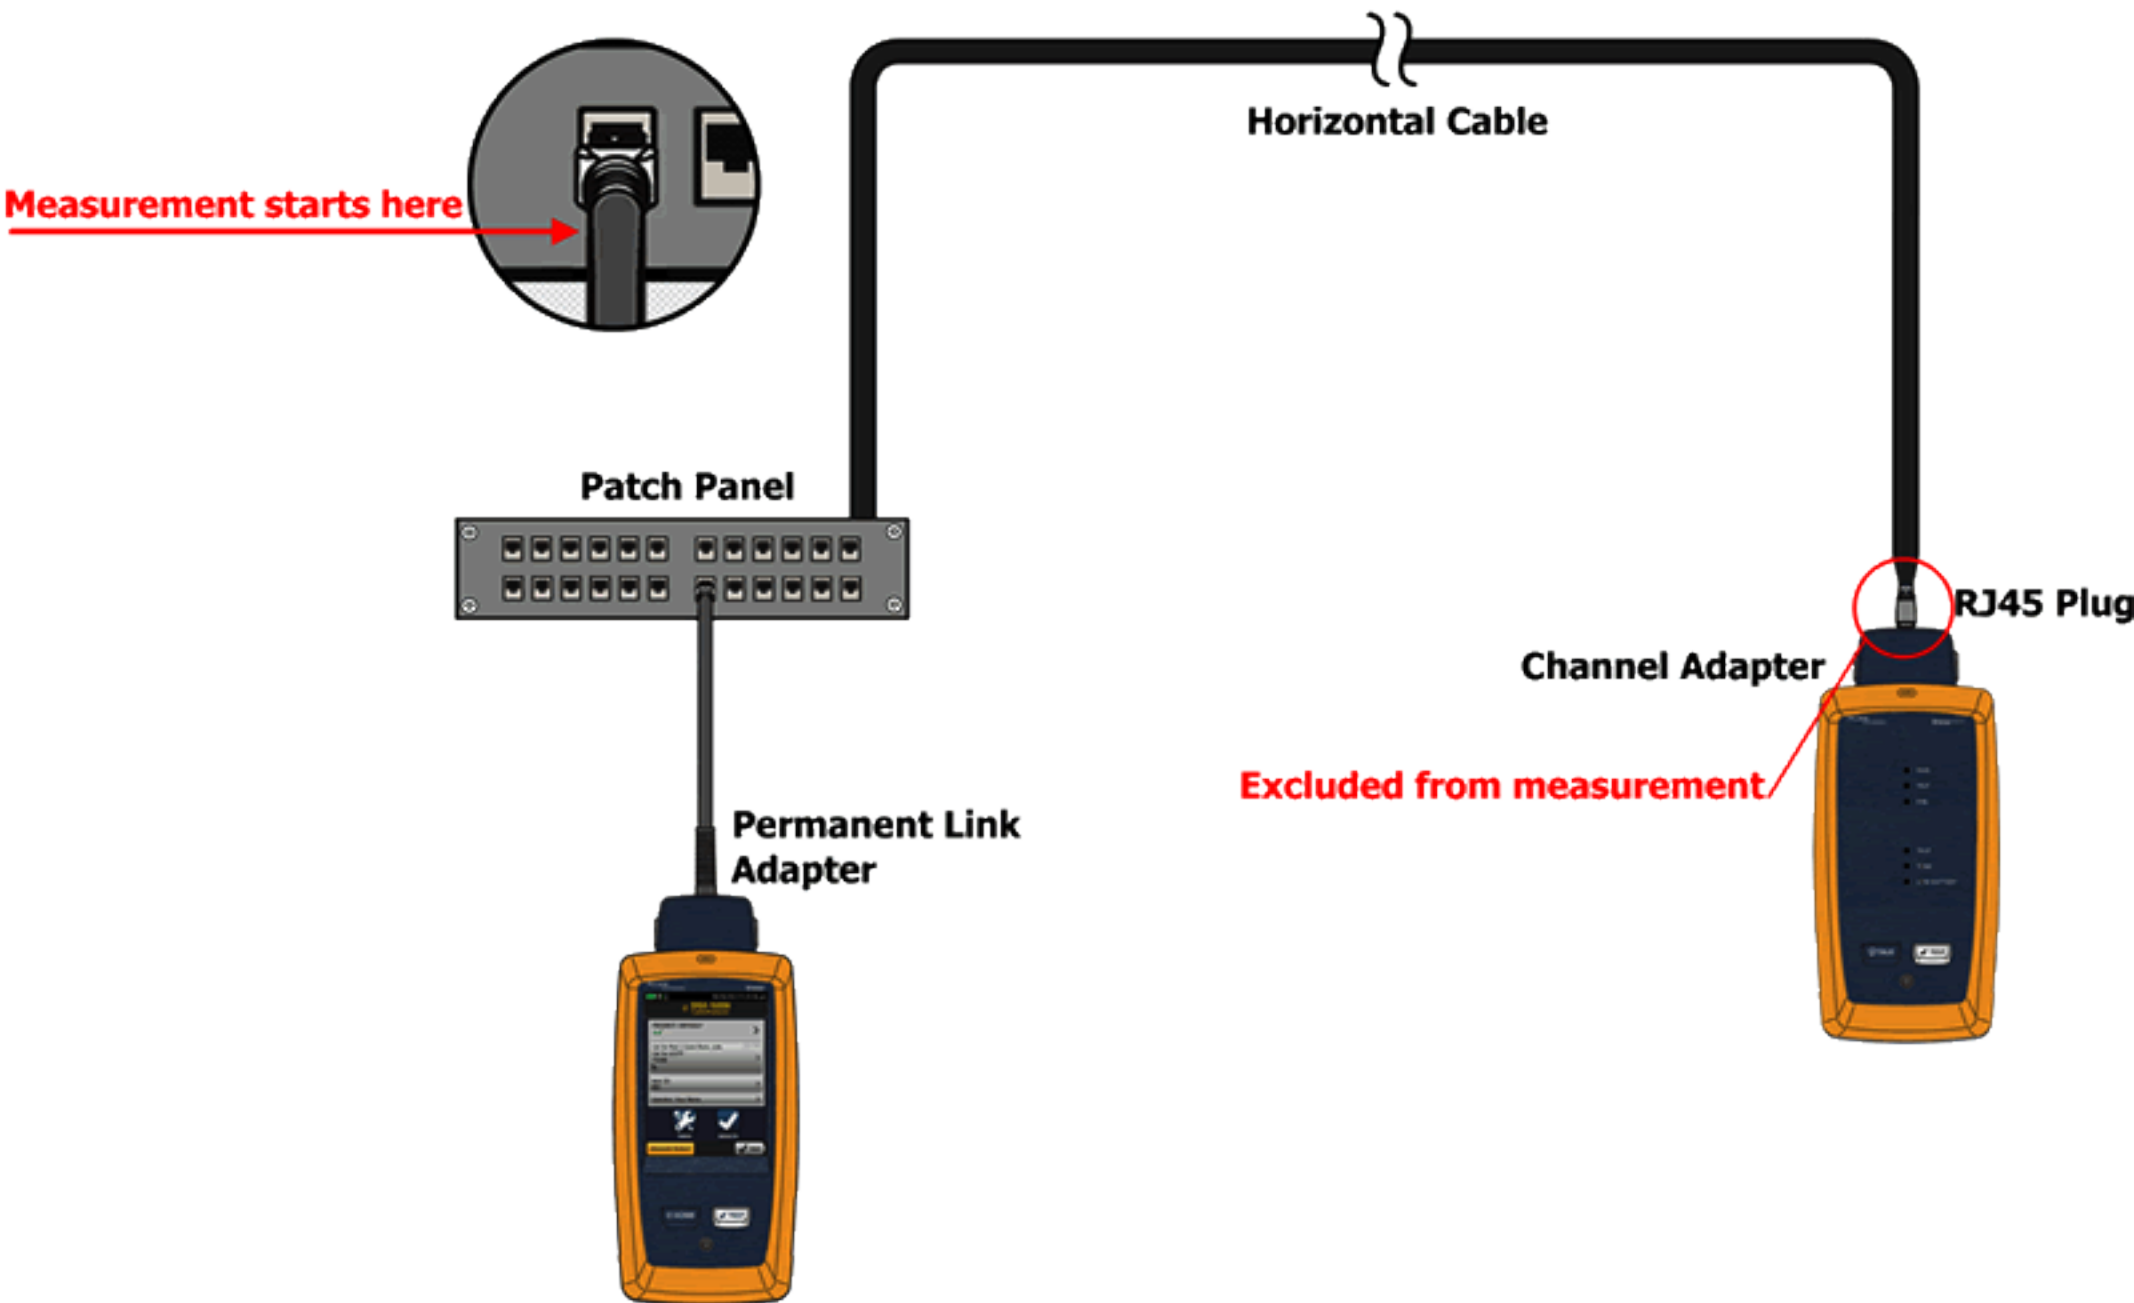 Horizontal Cable
Measurement starts here
Patch Panel
RJ45 Plug
Channel Adapter
Excluded from measurement
Permanent Link
Adapter